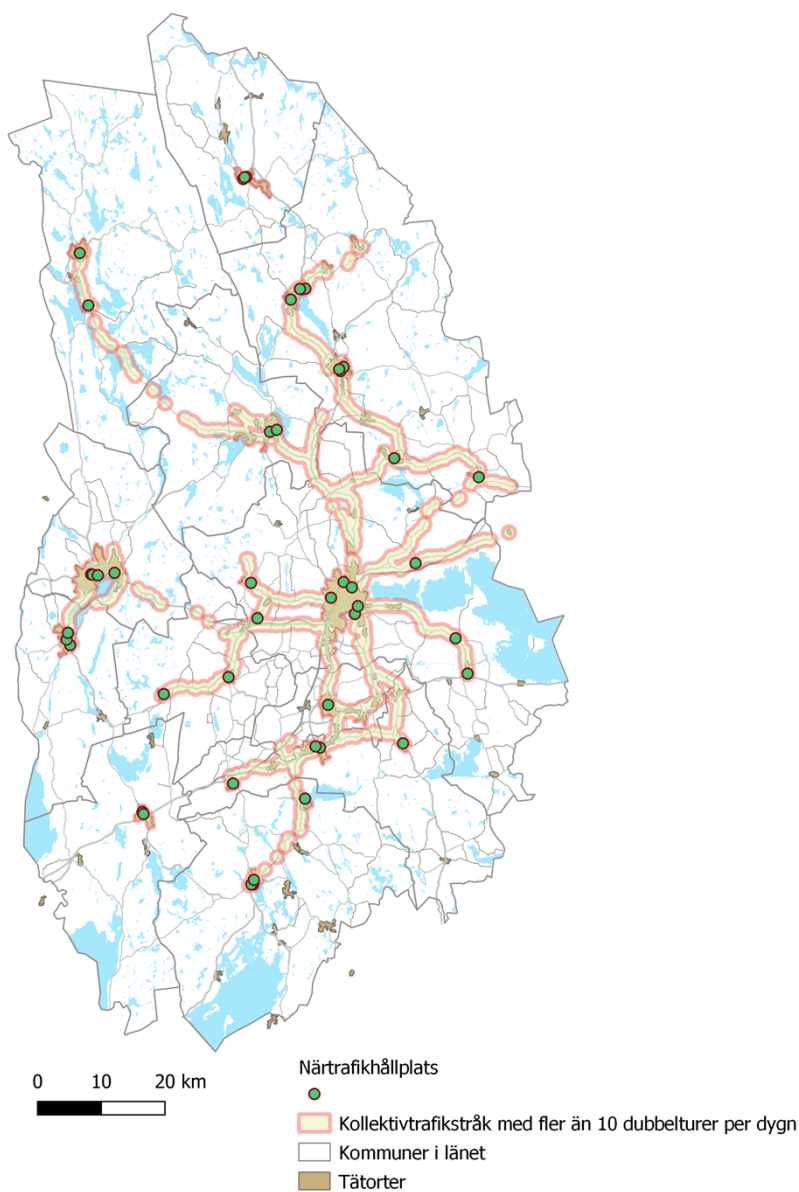 0 10 20 km
Närtrafikhållplats
Kollektivtrafikstråk med fler än 10 dubbelturer per dygn
Kommuner i länet
Tätorter